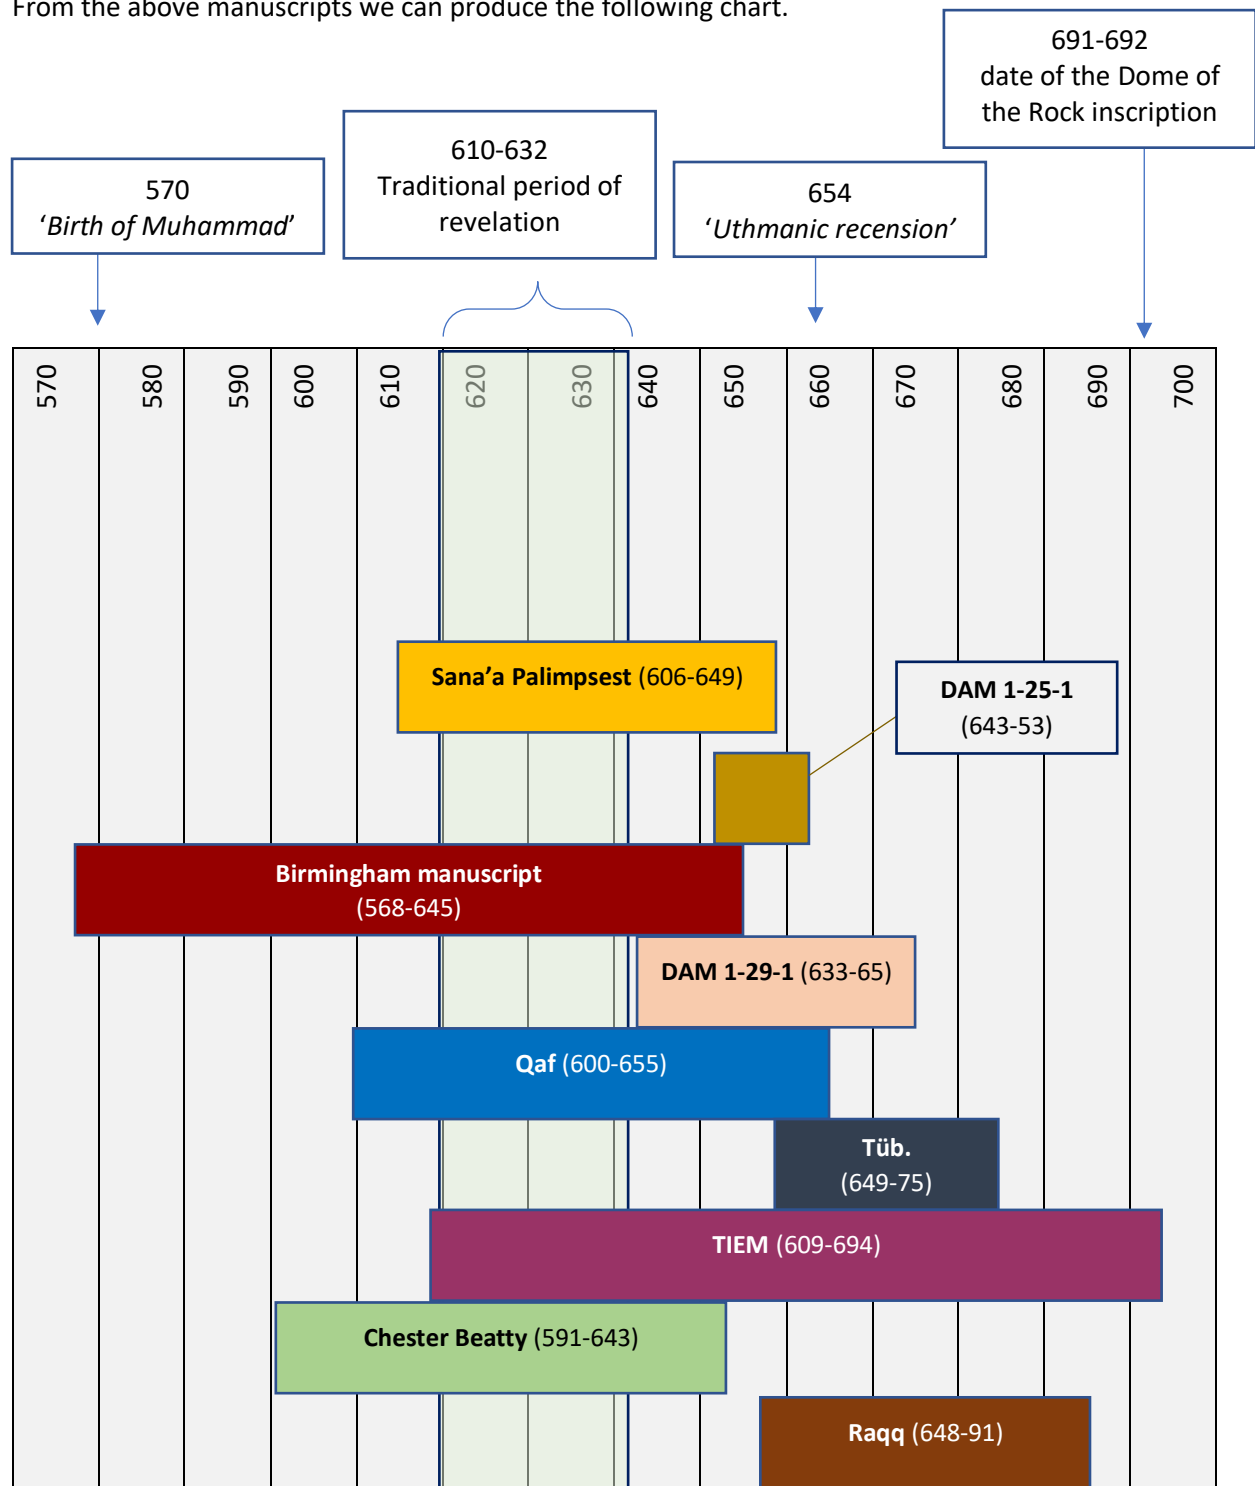 From the above manuscripts we can produce the following chart.
691-692
date of the Dome of
the Rock inscription
610-632
Traditional period of
revelation
570
‘Birth of Muhammad’
654
‘Uthmanic recension’
570
580
590
600
610
620
630
640
650
660
670
680
690
700
Sana’a Palimpsest (606-649)
DAM 1-25-1
(643-53)
Birmingham manuscript
(568-645)
DAM 1-29-1 (633-65)
Qaf (600-655)
Tüb.
(649-75)
TIEM (609-694)
Chester Beatty (591-643)
Raqq (648-91)